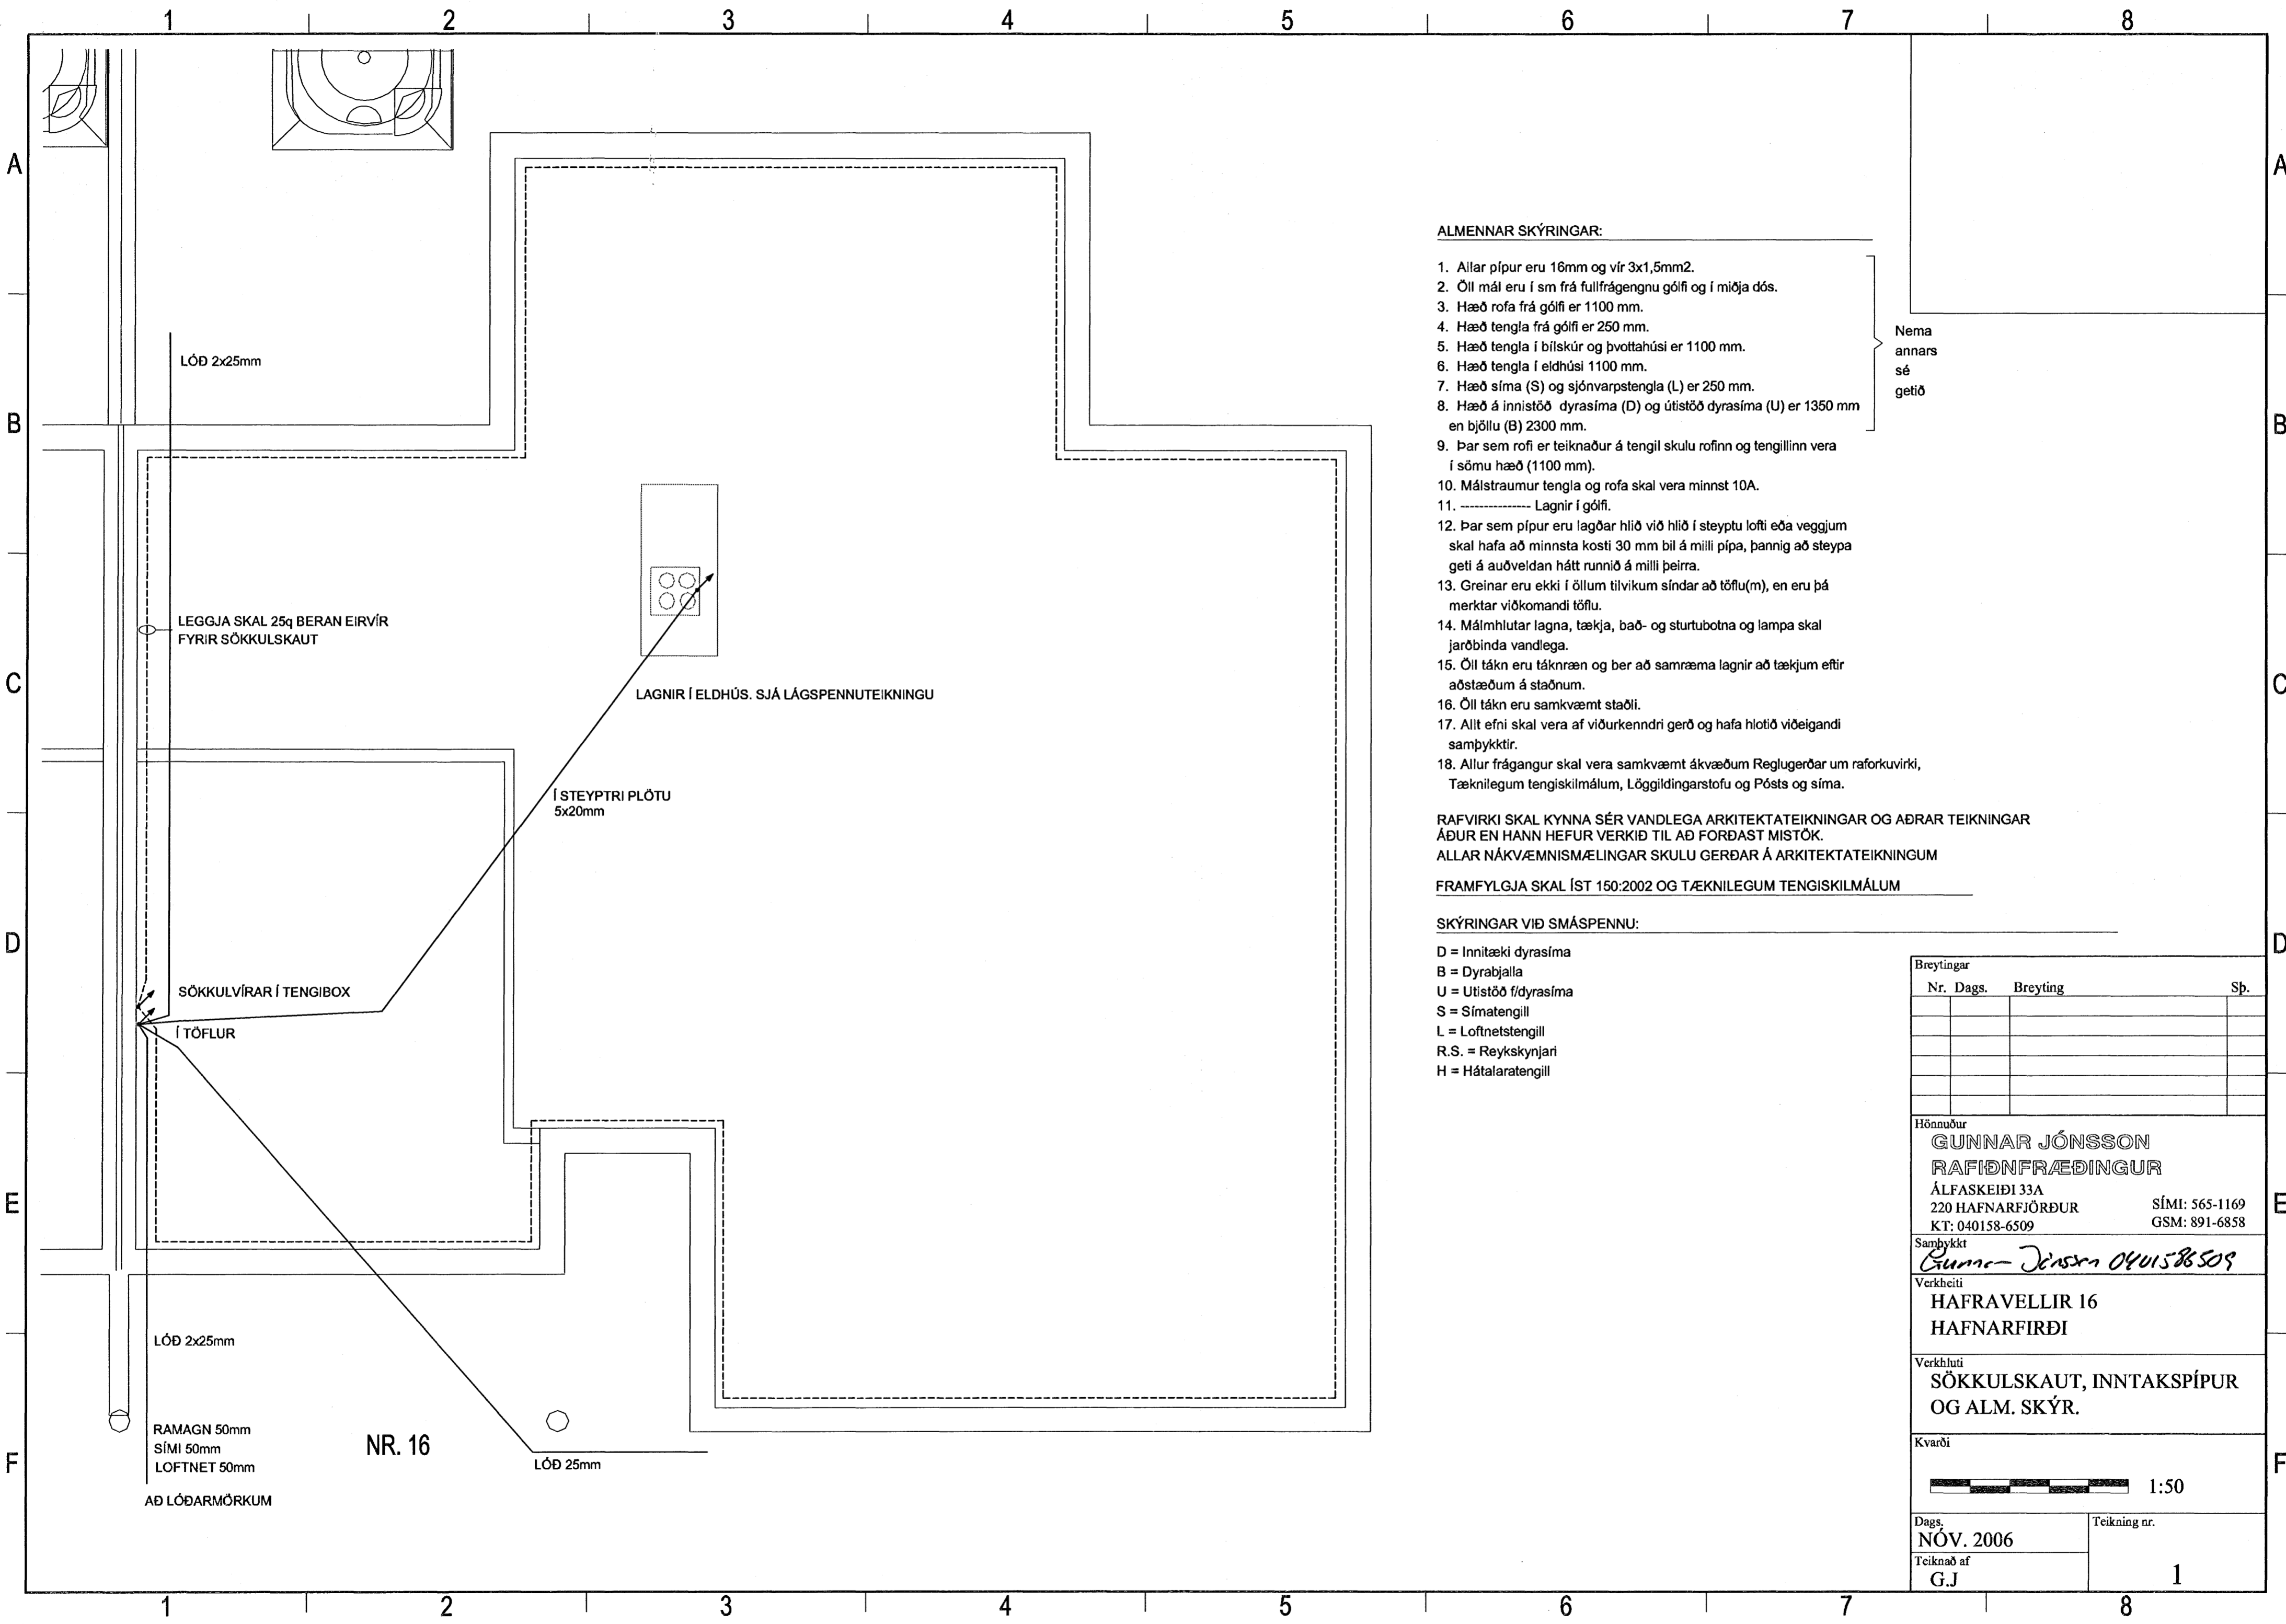 1 2 3 4 5 6 7 8
A A
B B
C C
D D
E E
F F
LÓÐ 2x25mm
LEGGJA SKAL 25q BERAN EIRVÍR
FYRIR SÖKKULSKAUT
LAGNIR Í ELDHÚS. SJÁ LÁGSPENNUTEIKNINGU
Í STEYPTRI PLÖTU
5x20mm
SÖKKULVÍRAR Í TENGIBOX
Í TÖFLUR
LÓÐ 2x25mm
RAMAGN 50mm
SÍMI 50mm
LOFTNET 50mm
AÐ LÓÐARMÖRKUM
NR. 16
LÓÐ 25mm
ALMENNAR SKÝRINGAR:
1. Allar pípur eru 16mm og vír 3x1,5mm2.
2. Öll mál eru í sm frá fullfrágengnu gólfi og í miðja dós.
3. Hæð rofa frá gólfi er 1100 mm.
4. Hæð tengla frá gólfi er 250 mm.
5. Hæð tengla í bílskúr og þvottahúsi er 1100 mm.
6. Hæð tengla í eldhúsi 1100 mm.
7. Hæð síma (S) og sjónvarpstengla (L) er 250 mm.
8. Hæð á innistöð dyrasíma (D) og útistöð dyrasíma (U) er 1350 mm
en bjöllu (B) 2300 mm.
Nema
annars
sé
getið
9. Þar sem rofi er teiknaður á tengil skulu rofinn og tengillinn vera
í sömu hæð (1100 mm).
10. Málstraumur tengla og rofa skal vera minnst 10A.
11. --------------- Lagnir í gólfi.
12. Þar sem pípur eru lagðar hlið við hlið í steyptu lofti eða veggjum
skal hafa að minnsta kosti 30 mm bil á milli pípa, þannig að steypa
geti á auðveldan hátt runnið á milli þeirra.
13. Greinar eru ekki í öllum tilvikum síndar að töflu(m), en eru þá
merktar viðkomandi töflu.
14. Málmhlutar lagna, tækja, bað- og sturtubotna og lampa skal
jarðbinda vandlega.
15. Öll tákn eru táknræn og ber að samræma lagnir að tækjum eftir
aðstæðum á staðnum.
16. Öll tákn eru samkvæmt staðli.
17. Allt efni skal vera af viðurkenndri gerð og hafa hlotið viðeigandi
samþykktir.
18. Allur frágangur skal vera samkvæmt ákvæðum Reglugerðar um raforkuvirki,
Tæknilegum tengiskilmálum, Löggildingarstofu og Pósts og síma.
RAFVIRKI SKAL KYNNA SÉR VANDLEGA ARKITEKTATEIKNINGAR OG AÐRAR TEIKNINGAR
ÁÐUR EN HANN HEFUR VERKIÐ TIL AÐ FORÐAST MISTÖK.
ALLAR NÁKVÆMNISMÆLINGAR SKULU GERÐAR Á ARKITEKTATEIKNINGUM
FRAMFYLGJA SKAL ÍST 150:2002 OG TÆKNILEGUM TENGISKILMÁLUM
SKÝRINGAR VIÐ SMÁSPENNU:
D = Innitæki dyrasíma
B = Dyrabjalla
U = Utistöð f/dyrasíma
S = Símatengill
L = Loftnetstengill
R.S. = Reykskynjari
H = Hátalaratengill
Breytingar
Nr. Dags. Breyting Sþ.
Hönnuður
GUNNAR JÓNSSON
RAFIÐNFRÆÐINGUR
ÁLFASKEIÐI 33A
220 HAFNARFJÖRÐUR SÍMI: 565-1169
KT: 040158-6509 GSM: 891-6858
Samþykkt
Gunnar Jónsson 0401586509
Verkheiti
HAFRAVELLIR 16
HAFNARFIRÐI
Verkhluti
SÖKKULSKAUT, INNTAKSPÍPUR
OG ALM. SKÝR.
Kvarði
1:50
Dags. Teikning nr.
NÓV. 2006
Teiknað af
G.J 1
1 2 3 4 5 6 7 8